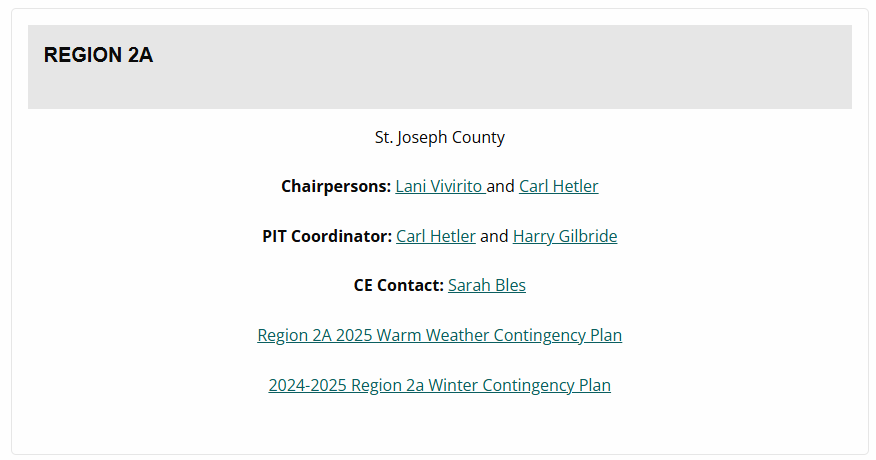 REGION 2A
St. Joseph County
Chairpersons: Lani Vivirito and Carl Hetler
PIT Coordinator: Carl Hetler and Harry Gilbride
CE Contact: Sarah Bles
Region 2A 2025 Warm Weather Contingency Plan
2024-2025 Region 2a Winter Contingency Plan